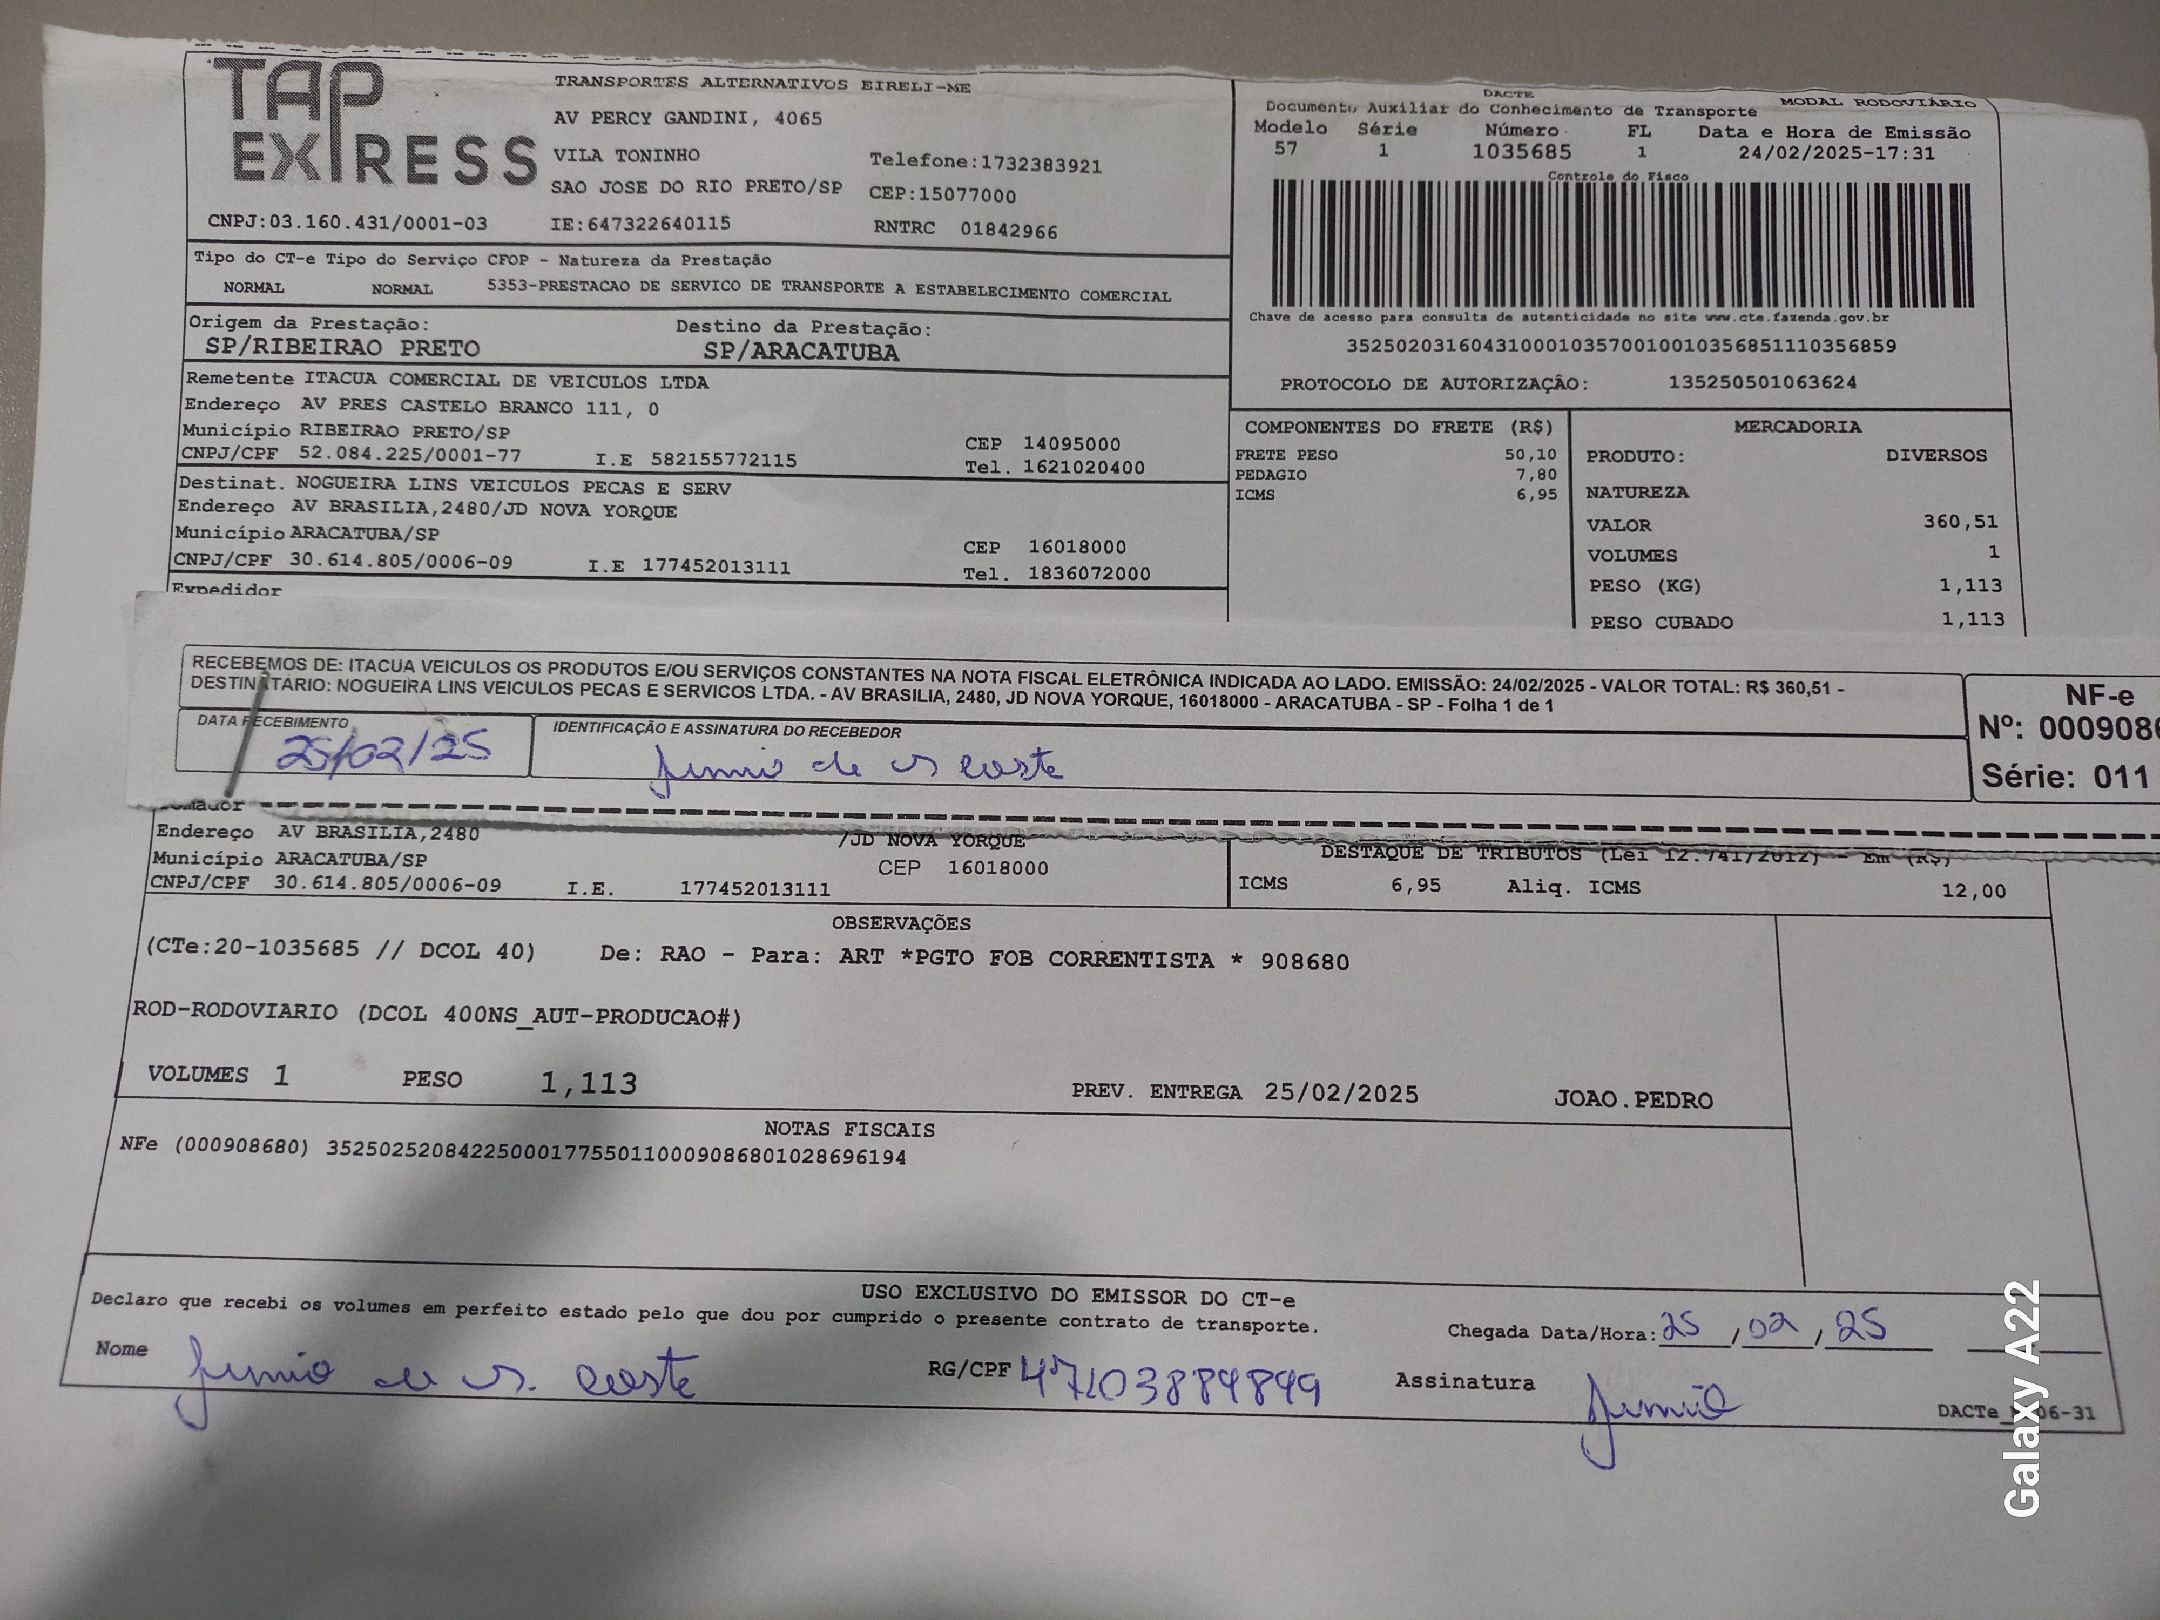 TAP EXPRESS
TRANSPORTES ALTERNATIVOS EIRELI-ME
AV PERCY GANDINI, 4065
VILA TONINHO Telefone:1732383921
SAO JOSE DO RIO PRETO/SP CEP:15077000
CNPJ:03.160.431/0001-03 IE:647322640115 RNTRC 01842966
DACTE MODAL RODOVIÁRIO
Documento Auxiliar do Conhecimento de Transporte
Modelo Série Número FL Data e Hora de Emissão
57 1 1035685 1 24/02/2025-17:31
Controle do Fisco
Chave de acesso para consulta de autenticidade no site www.cte.fazenda.gov.br
35250203160431000103570010010356851110356859
PROTOCOLO DE AUTORIZAÇÃO: 135250501063624
Tipo do CT-e Tipo do Serviço CFOP - Natureza da Prestação
NORMAL NORMAL 5353-PRESTACAO DE SERVICO DE TRANSPORTE A ESTABELECIMENTO COMERCIAL
Origem da Prestação: Destino da Prestação:
SP/RIBEIRAO PRETO SP/ARACATUBA
Remetente ITACUA COMERCIAL DE VEICULOS LTDA
Endereço AV PRES CASTELO BRANCO 111, 0
Município RIBEIRAO PRETO/SP CEP 14095000
CNPJ/CPF 52.084.225/0001-77 I.E 582155772115 Tel. 1621020400
Destinat. NOGUEIRA LINS VEICULOS PECAS E SERV
Endereço AV BRASILIA,2480/JD NOVA YORQUE
Município ARACATUBA/SP CEP 16018000
CNPJ/CPF 30.614.805/0006-09 I.E 177452013111 Tel. 1836072000
Expedidor
COMPONENTES DO FRETE (R$)
FRETE PESO 50,10
PEDAGIO 7,80
ICMS 6,95
MERCADORIA
PRODUTO: DIVERSOS
NATUREZA
VALOR 360,51
VOLUMES 1
PESO (KG) 1,113
PESO CUBADO 1,113
RECEBEMOS DE: ITACUA VEICULOS OS PRODUTOS E/OU SERVIÇOS CONSTANTES NA NOTA FISCAL ELETRÔNICA INDICADA AO LADO. EMISSÃO: 24/02/2025 - VALOR TOTAL: R$ 360,51 -
DESTINATARIO: NOGUEIRA LINS VEICULOS PECAS E SERVICOS LTDA. - AV BRASILIA, 2480, JD NOVA YORQUE, 16018000 - ARACATUBA - SP - Folha 1 de 1
DATA RECEBIMENTO IDENTIFICAÇÃO E ASSINATURA DO RECEBEDOR
25/02/25
NF-e
Nº: 000908
Série: 011
Tomador
Endereço AV BRASILIA,2480 /JD NOVA YORQUE
Município ARACATUBA/SP CEP 16018000
CNPJ/CPF 30.614.805/0006-09 I.E. 177452013111
DESTAQUE DE TRIBUTOS (Lei 12.741/2012) - Em (R$)
ICMS 6,95 Aliq. ICMS 12,00
OBSERVAÇÕES
(CTe:20-1035685 // DCOL 40) De: RAO - Para: ART *PGTO FOB CORRENTISTA * 908680
ROD-RODOVIARIO (DCOL 400NS_AUT-PRODUCAO#)
VOLUMES 1 PESO 1,113 PREV. ENTREGA 25/02/2025 JOAO.PEDRO
NOTAS FISCAIS
NFe (000908680) 35250252084225000177550110009086801028696194
USO EXCLUSIVO DO EMISSOR DO CT-e
Declaro que recebi os volumes em perfeito estado pelo que dou por cumprido o presente contrato de transporte.
Chegada Data/Hora: 25/02/25
Nome
RG/CPF 47103889899
Assinatura
DACTe 06-31
Galaxy A22